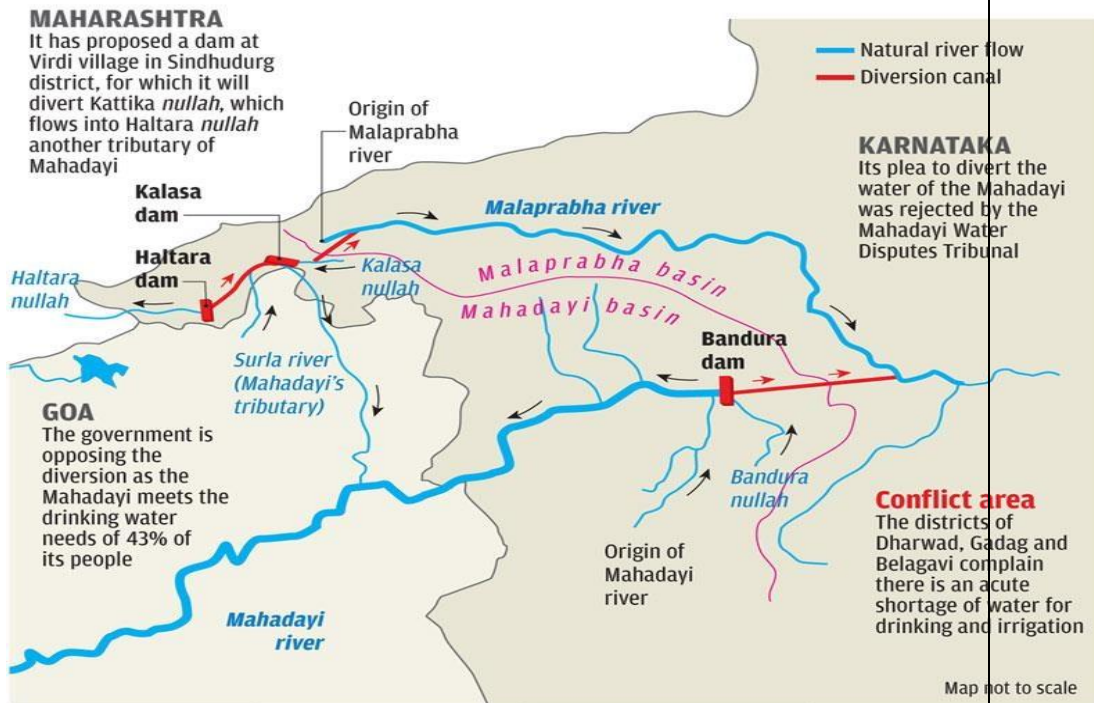 MAHARASHTRA
It has proposed a dam at
Virdi village in Sindhudurg
district, for which it will
divert Kattika nullah, which
flows into Haltara nullah
another tributary of
Mahadayi
Natural river flow
Diversion canal
Origin of
Malaprabha
river
KARNATAKA
Its plea to divert the
water of the Mahadayi
was rejected by the
Mahadayi Water
Disputes Tribunal
Kalasa
dam
Malaprabha river
Haltara
dam
Haltara
nullah
Kalasa
nullah
Malaprabha basin
Mahadayi basin
Bandura
dam
Surla river
(Mahadayi's
tributary)
GOA
The government is
opposing the
diversion as the
Mahadayi meets the
drinking water
needs of 43% of
its people
Bandura
nullah
Origin of
Mahadayi
river
Conflict area
The districts of
Dharwad, Gadag and
Belagavi complain
there is an acute
shortage of water for
drinking and irrigation
Mahadayi
river
Map not to scale